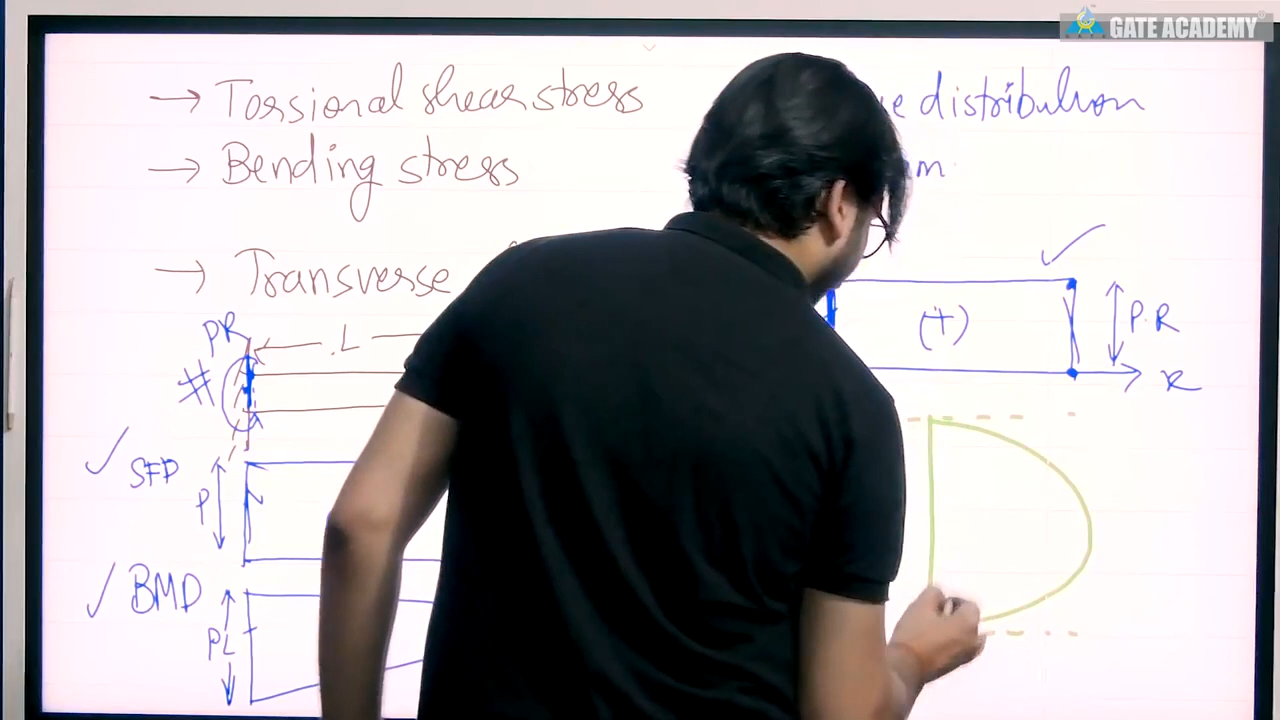 GATE ACADEMY
→ Torsional shear stress
e distribution
→ Bending stress
→ Transverse
PR
L
(+)
P.R
#
R
SFD
P
BMD
PL